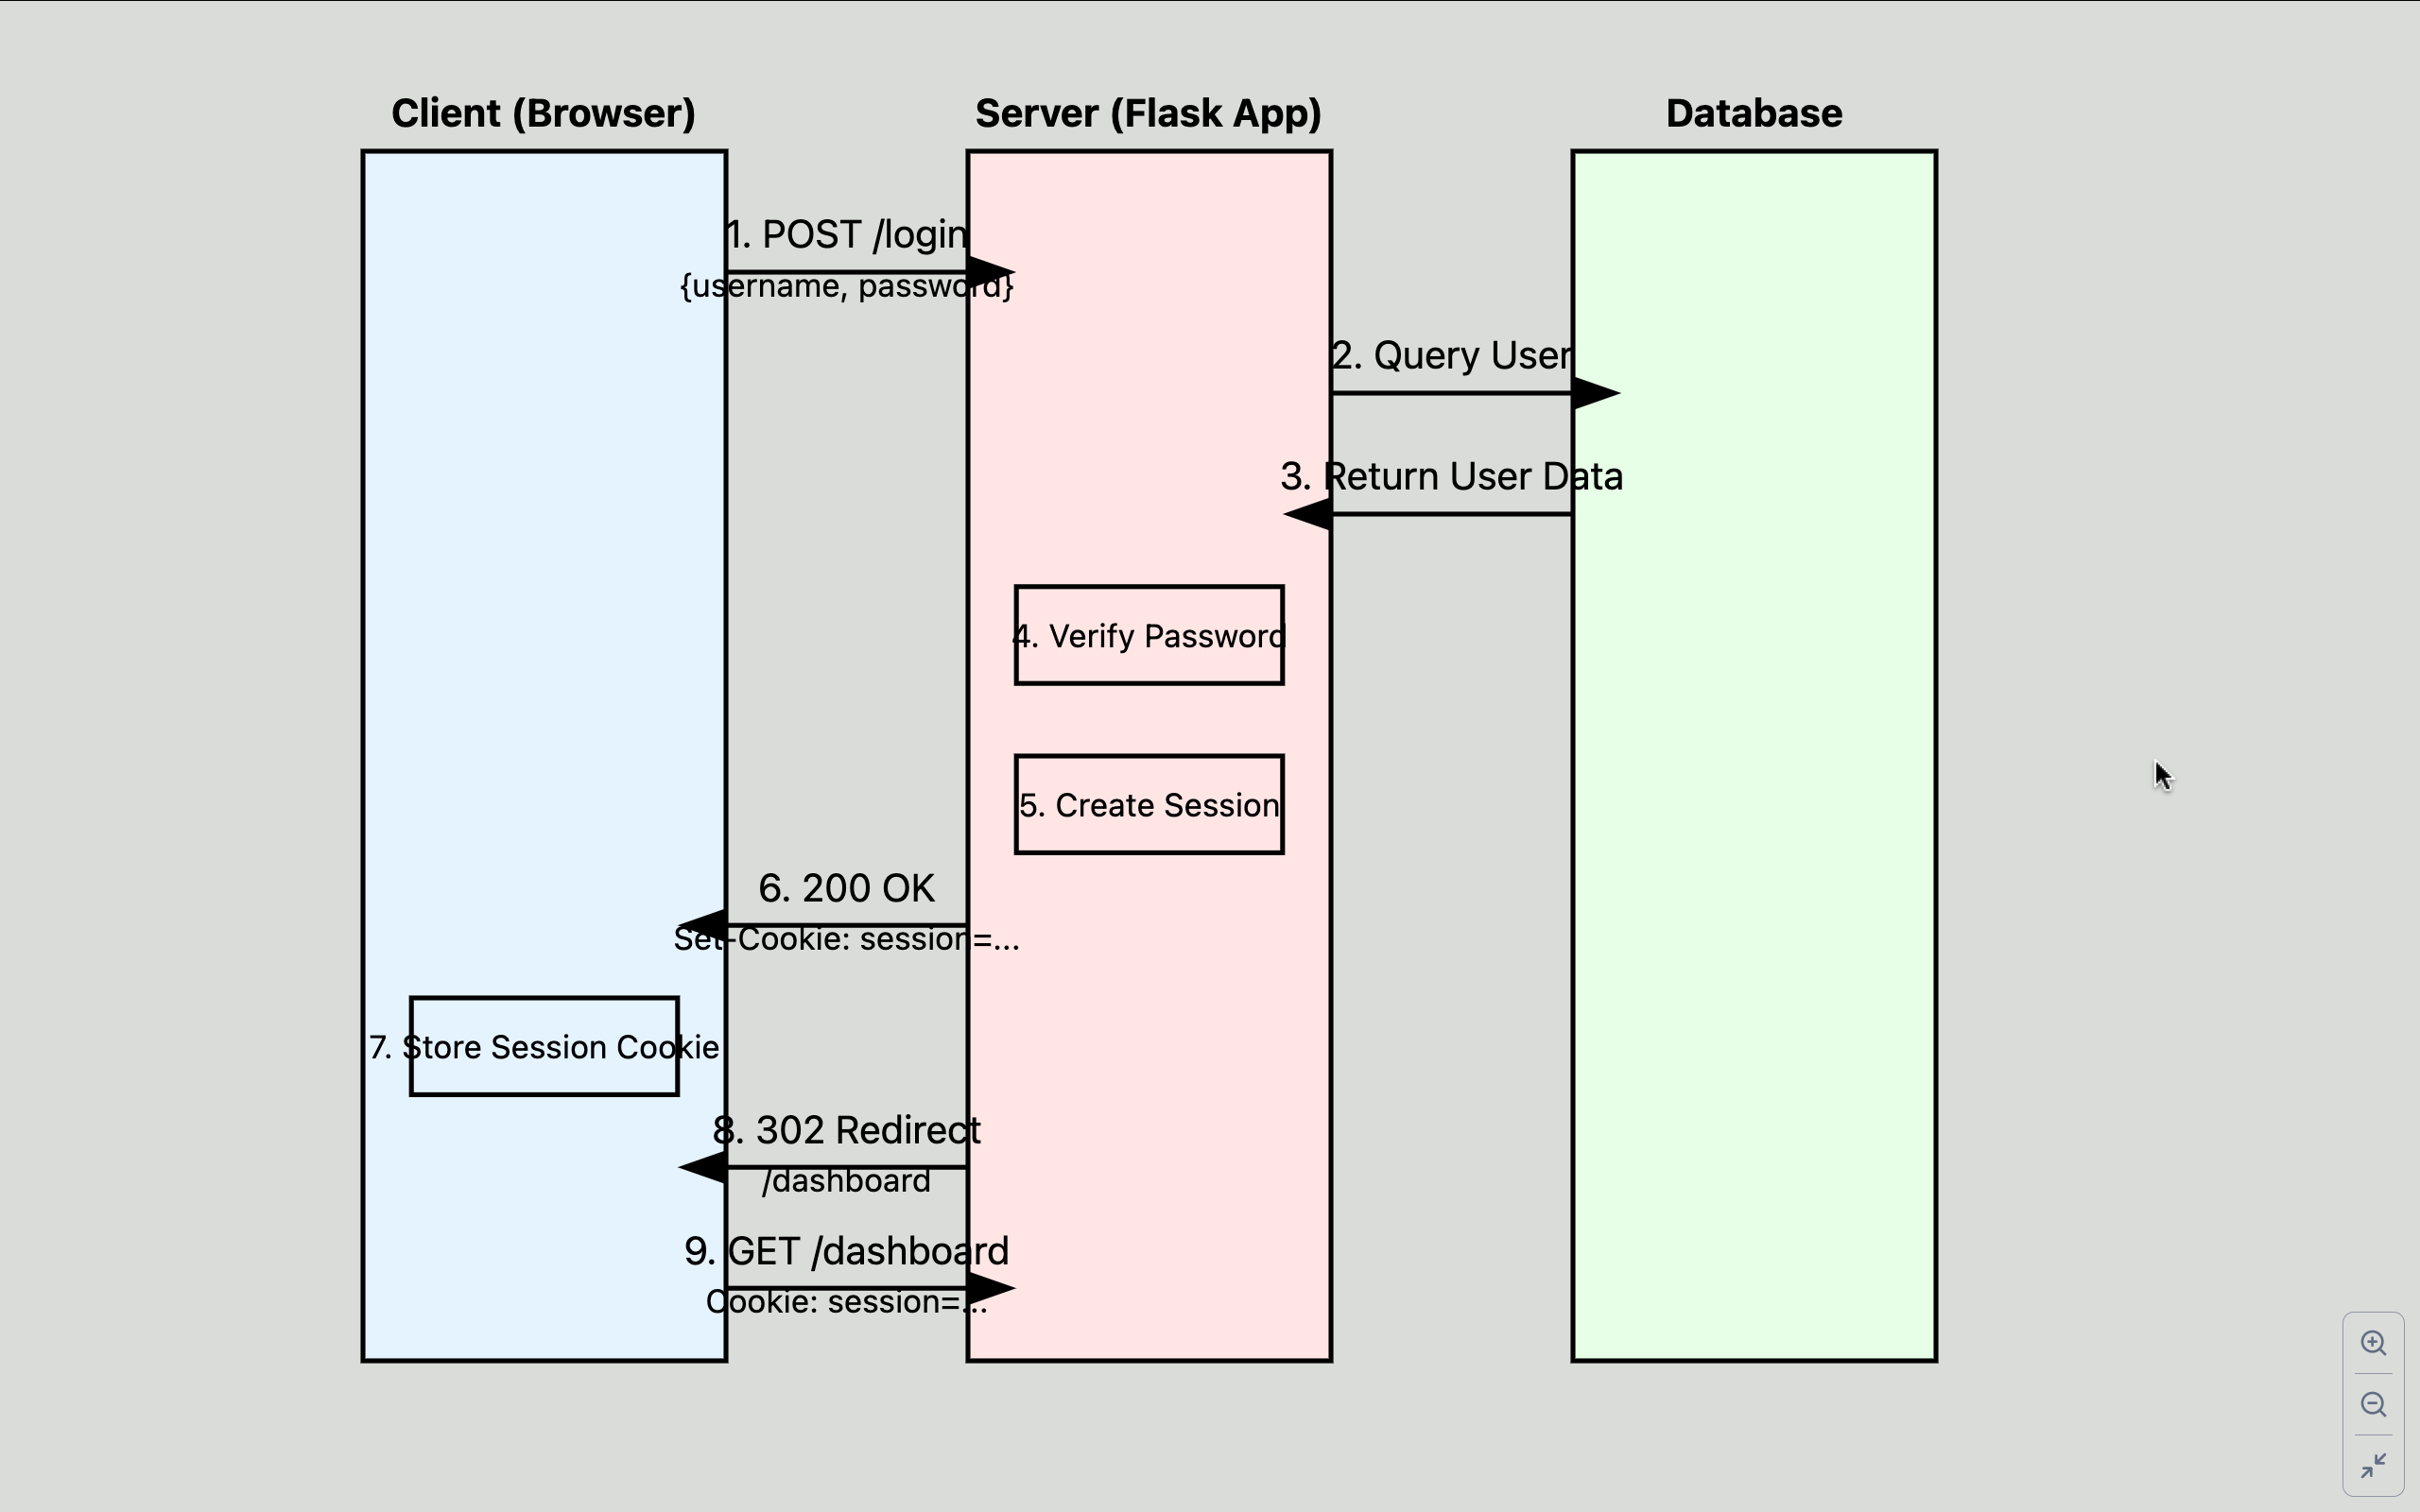 Client (Browser)
Server (Flask App)
Database
1. POST /login
{username, password}
2. Query User
3. Return User Data
4. Verify Password
5. Create Session
6. 200 OK
Set-Cookie: session=...
7. Store Session Cookie
8. 302 Redirect
/dashboard
9. GET /dashboard
Cookie: session=...